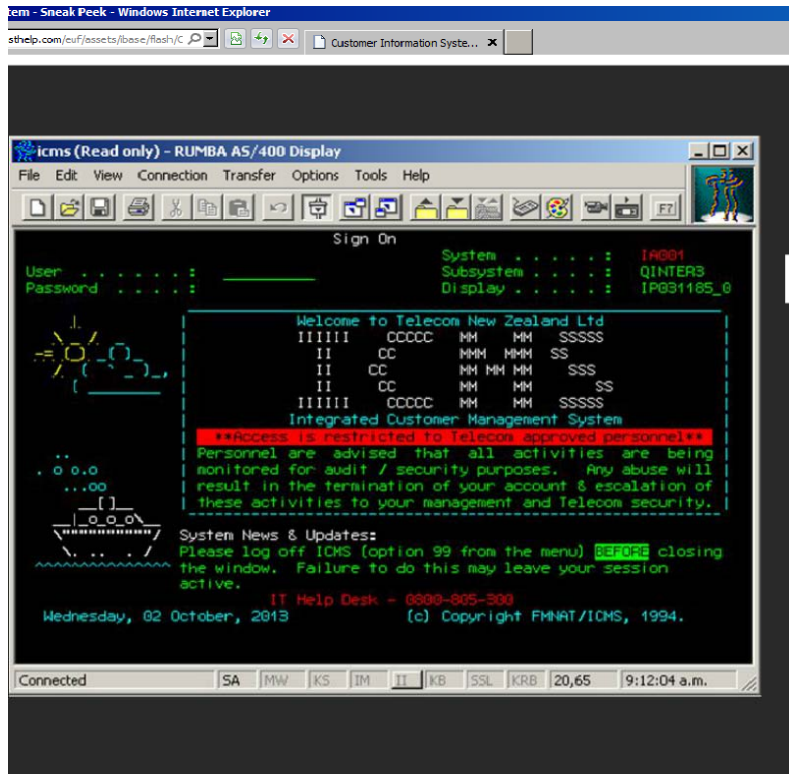 tem - Sneak Peek - Windows Internet Explorer
sthelp.com/euf/assets/ibase/flash/C
Customer Information Syste... x
icms (Read only) - RUMBA AS/400 Display
File Edit View Connection Transfer Options Tools Help
F7
Sign On
System . . . . . : IA001
User . . . . . . : Subsystem . . . . : QINTER3
Password . . . . : Display . . . . . : IP031185_0
Welcome to Telecom New Zealand Ltd
IIIIII CCCCC MM MM SSSSS
II CC MMM MMM SS
II CC MM MM MM SSS
II CC MM MM SS
IIIIII CCCCC MM MM SSSSS
Integrated Customer Management System
**Access is restricted to Telecom approved personnel**
Personnel are advised that all activities are being
monitored for audit / security purposes. Any abuse will
result in the termination of your account & escalation of
these activities to your management and Telecom security.
System News & Updates:
Please log off ICMS (option 99 from the menu) BEFORE closing
the window. Failure to do this may leave your session
active.
IT Help Desk - 0800-805-300
Wednesday, 02 October, 2013 (c) Copyright FMNAT/ICMS, 1994.
Connected SA MW KS IM II KB SSL KRB 20,65 9:12:04 a.m.